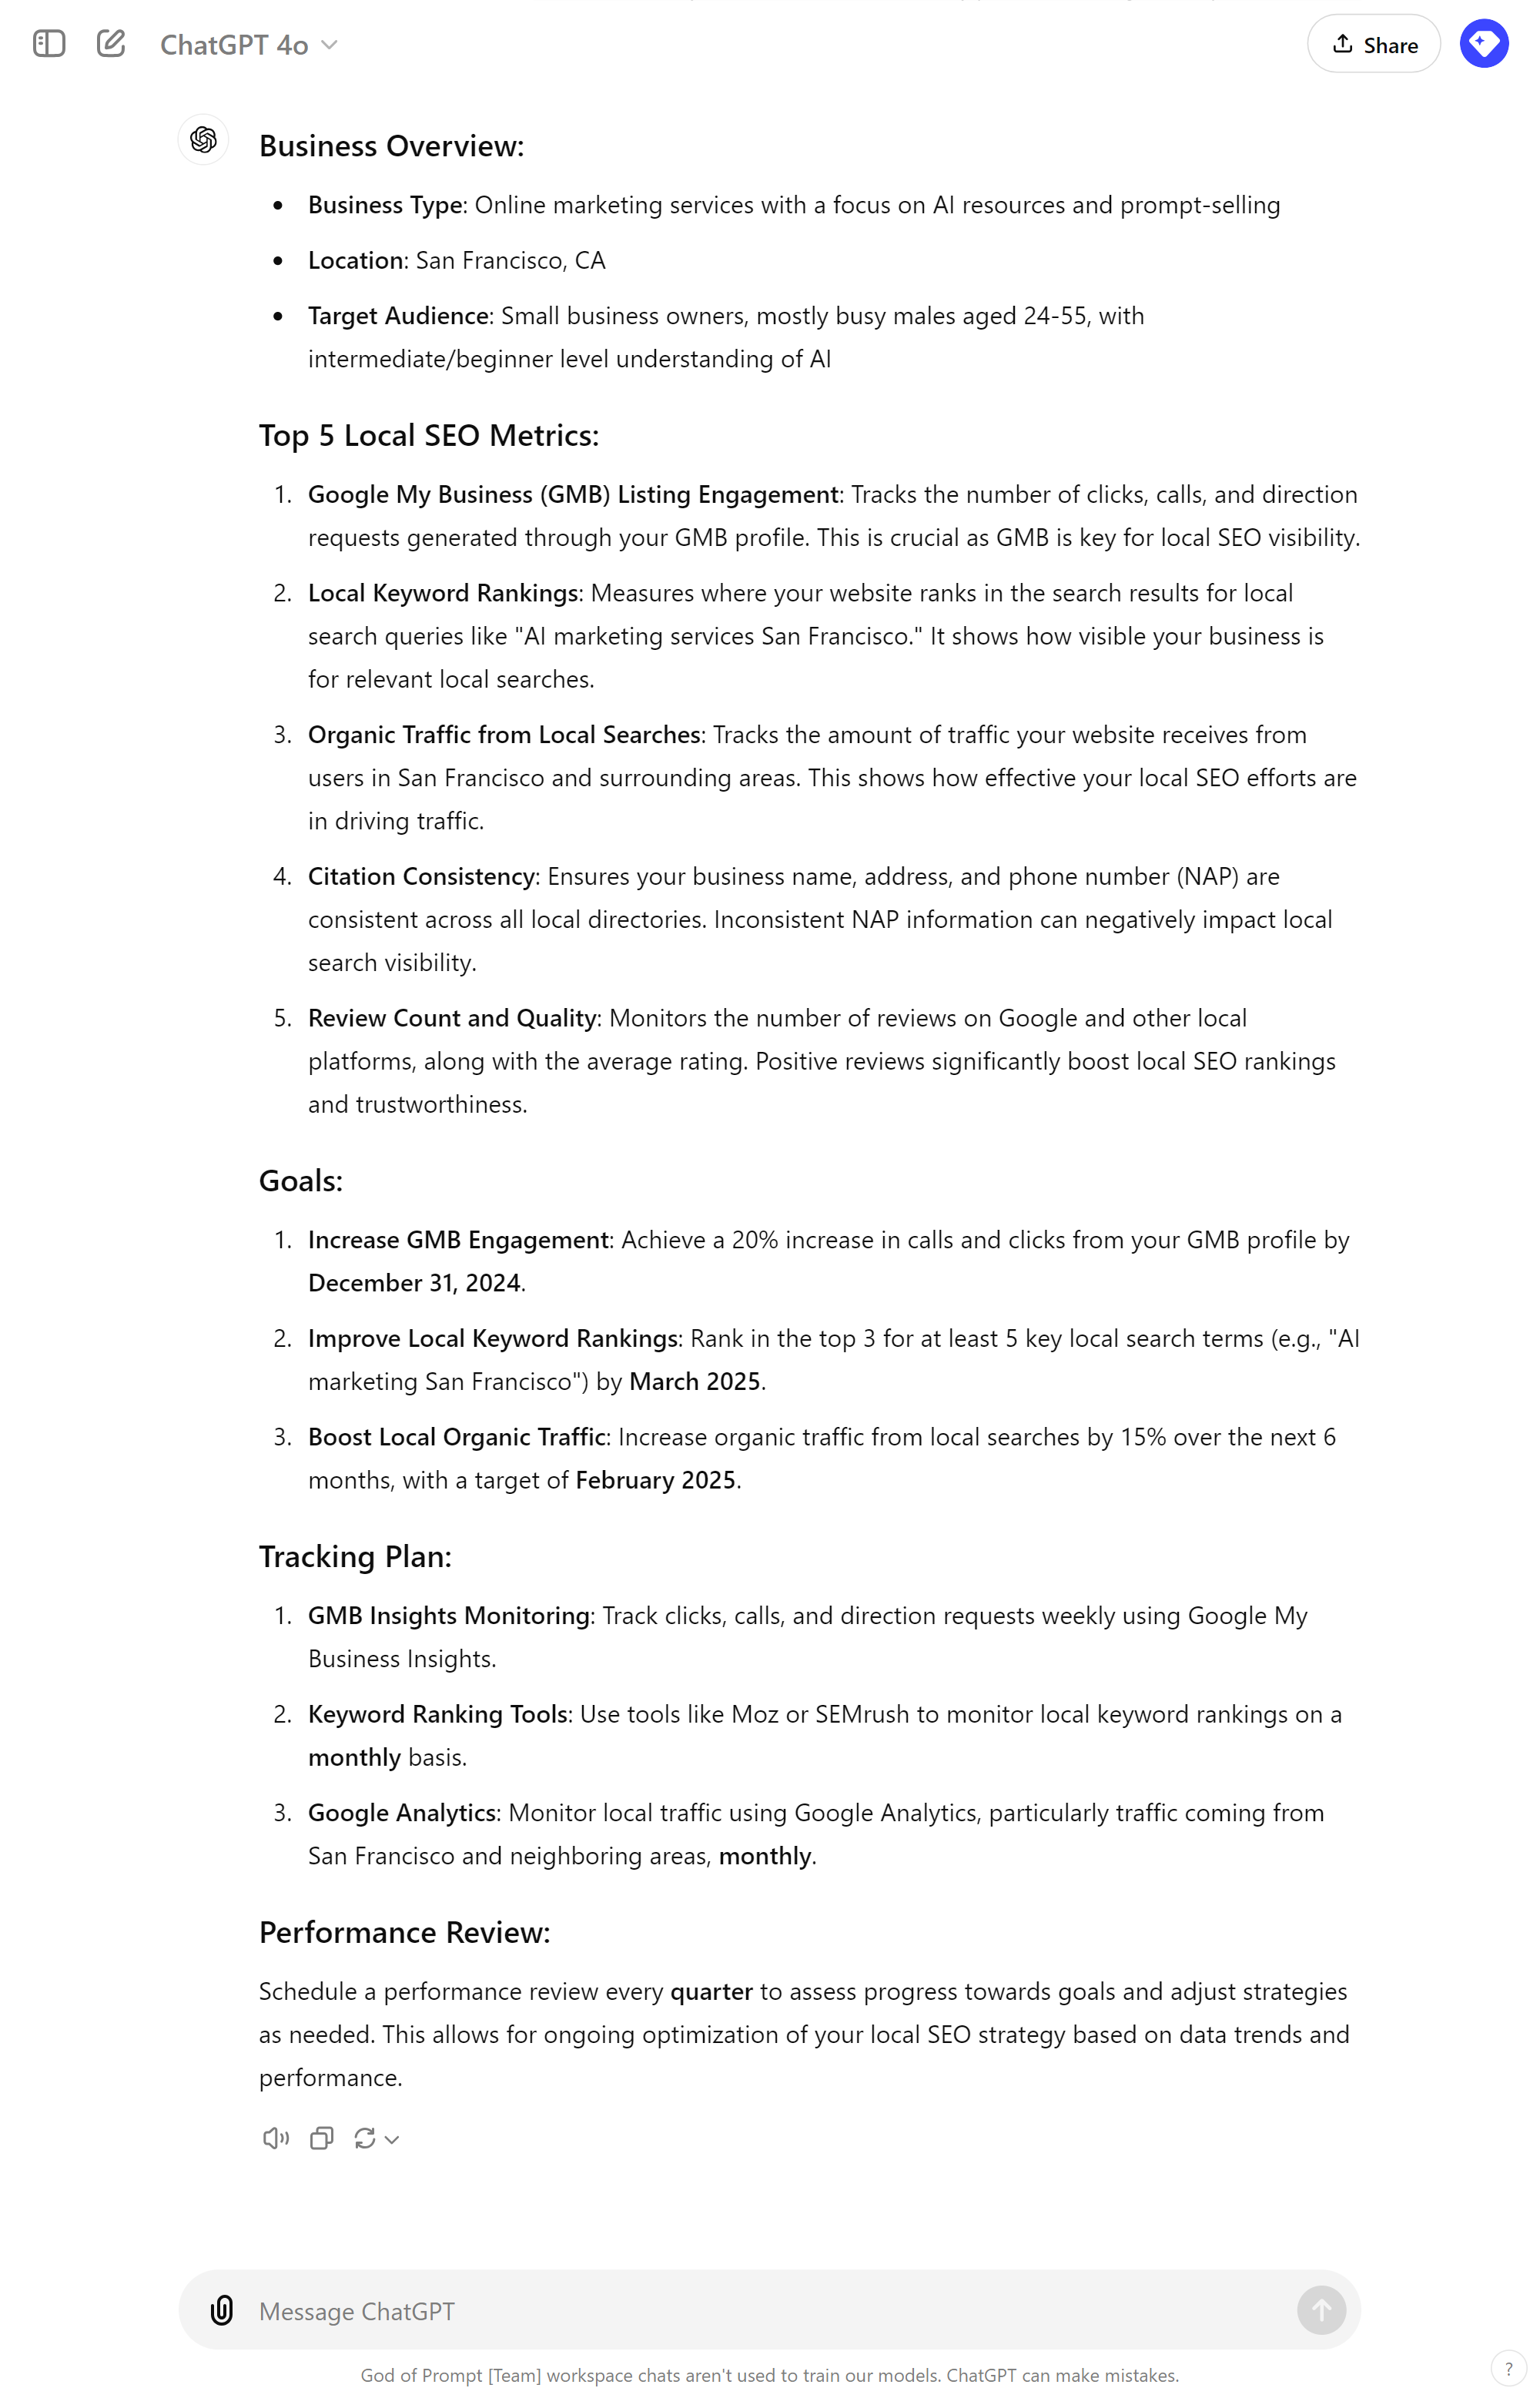 ChatGPT 4o
Share
Business Overview:
• Business Type: Online marketing services with a focus on AI resources and prompt-selling
• Location: San Francisco, CA
• Target Audience: Small business owners, mostly busy males aged 24-55, with
intermediate/beginner level understanding of AI
Top 5 Local SEO Metrics:
1. Google My Business (GMB) Listing Engagement: Tracks the number of clicks, calls, and direction
requests generated through your GMB profile. This is crucial as GMB is key for local SEO visibility.
2. Local Keyword Rankings: Measures where your website ranks in the search results for local
search queries like "AI marketing services San Francisco." It shows how visible your business is
for relevant local searches.
3. Organic Traffic from Local Searches: Tracks the amount of traffic your website receives from
users in San Francisco and surrounding areas. This shows how effective your local SEO efforts are
in driving traffic.
4. Citation Consistency: Ensures your business name, address, and phone number (NAP) are
consistent across all local directories. Inconsistent NAP information can negatively impact local
search visibility.
5. Review Count and Quality: Monitors the number of reviews on Google and other local
platforms, along with the average rating. Positive reviews significantly boost local SEO rankings
and trustworthiness.
Goals:
1. Increase GMB Engagement: Achieve a 20% increase in calls and clicks from your GMB profile by
December 31, 2024.
2. Improve Local Keyword Rankings: Rank in the top 3 for at least 5 key local search terms (e.g., "AI
marketing San Francisco") by March 2025.
3. Boost Local Organic Traffic: Increase organic traffic from local searches by 15% over the next 6
months, with a target of February 2025.
Tracking Plan:
1. GMB Insights Monitoring: Track clicks, calls, and direction requests weekly using Google My
Business Insights.
2. Keyword Ranking Tools: Use tools like Moz or SEMrush to monitor local keyword rankings on a
monthly basis.
3. Google Analytics: Monitor local traffic using Google Analytics, particularly traffic coming from
San Francisco and neighboring areas, monthly.
Performance Review:
Schedule a performance review every quarter to assess progress towards goals and adjust strategies
as needed. This allows for ongoing optimization of your local SEO strategy based on data trends and
performance.
Message ChatGPT
God of Prompt [Team] workspace chats aren't used to train our models. ChatGPT can make mistakes.
?